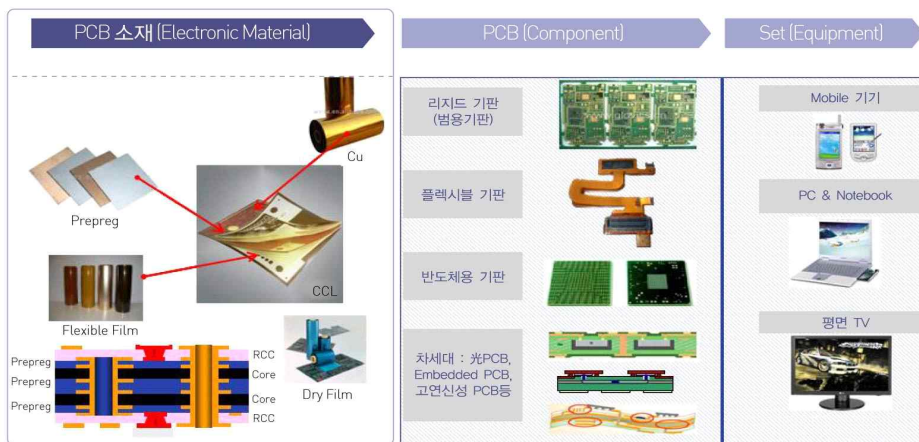 PCB 소재 (Electronic Material)
PCB (Component)
Set (Equipment)
Cu
Prepreg
CCL
Flexible Film
Prepreg
Prepreg
Prepreg
RCC
Core
Core
RCC
Dry Film
리지드 기판
(범용기판)
플렉시블 기판
반도체용 기판
차세대 : 光PCB,
Embedded PCB,
고연신성 PCB등
Mobile 기기
PC & Notebook
평면 TV